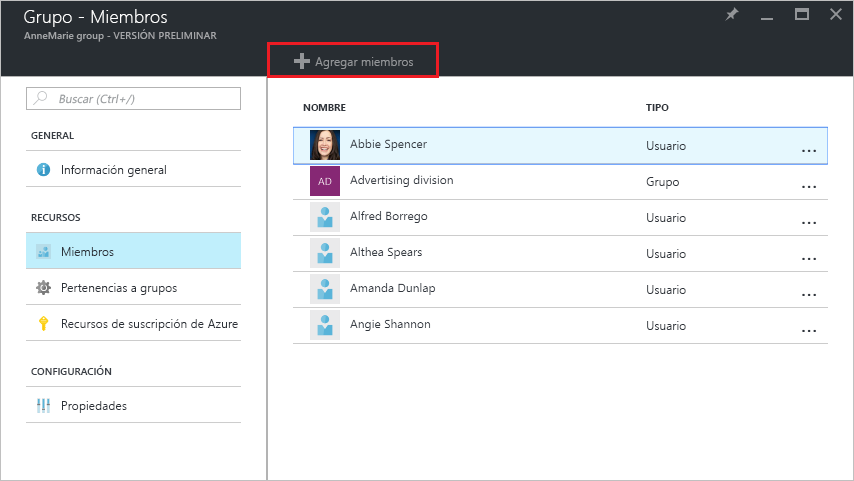 Grupo - Miembros
AnneMarie group - VERSIÓN PRELIMINAR
Agregar miembros
Buscar (Ctrl+/)
GENERAL
Información general
RECURSOS
Miembros
Pertenencias a grupos
Recursos de suscripción de Azure
CONFIGURACIÓN
Propiedades
NOMBRE TIPO
Abbie Spencer Usuario ...
AD Advertising division Grupo ...
Alfred Borrego Usuario ...
Althea Spears Usuario ...
Amanda Dunlap Usuario ...
Angie Shannon Usuario ...